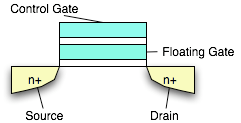 Control Gate
Floating Gate
n+
n+
Source
Drain